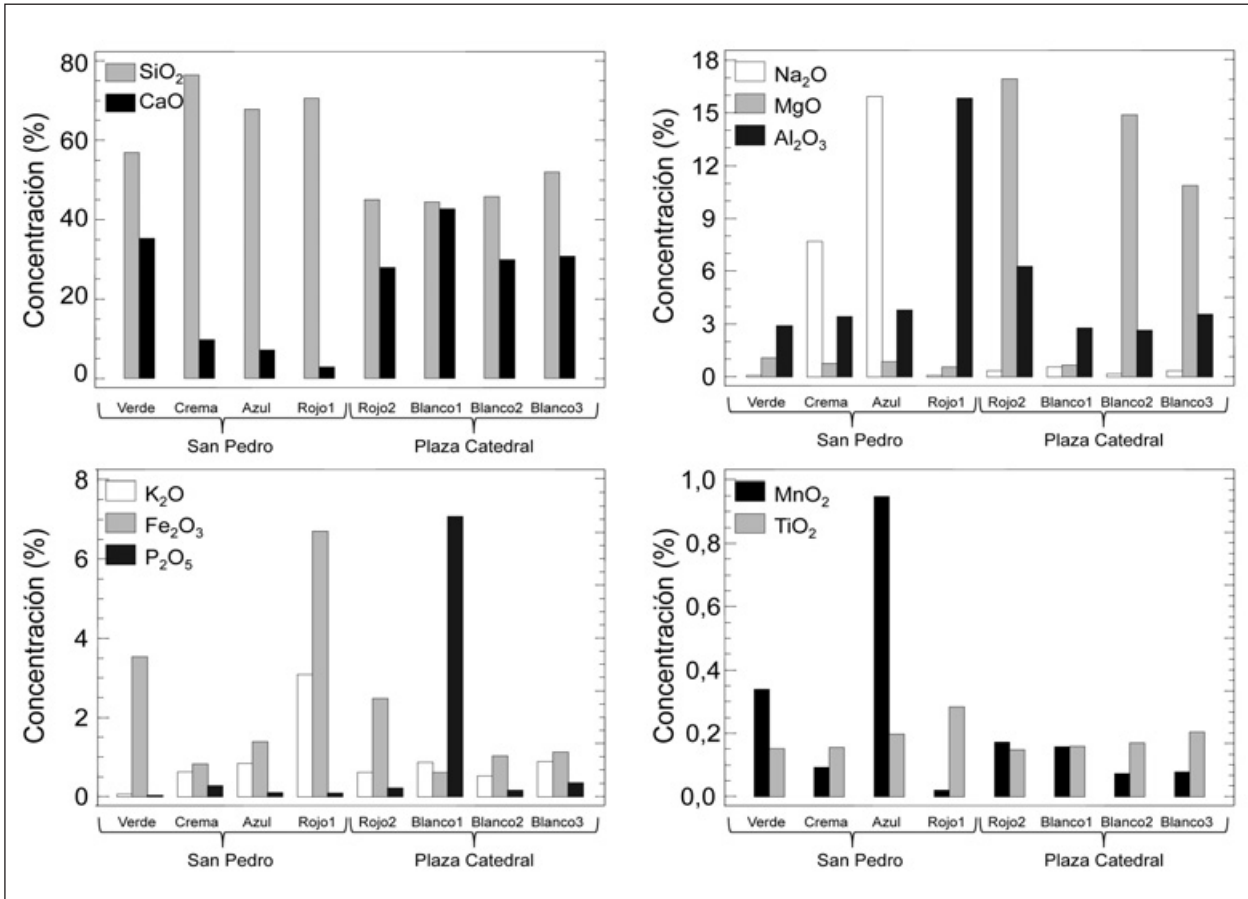 Concentración (%)
80
60
40
20
0
SiO₂
CaO
Verde Crema Azul Rojo1 Rojo2 Blanco1 Blanco2 Blanco3
San Pedro Plaza Catedral
Concentración (%)
18
15
12
9
6
3
0
Na₂O
MgO
Al₂O₃
Verde Crema Azul Rojo1 Rojo2 Blanco1 Blanco2 Blanco3
San Pedro Plaza Catedral
Concentración (%)
8
6
4
2
0
K₂O
Fe₂O₃
P₂O₅
Verde Crema Azul Rojo1 Rojo2 Blanco1 Blanco2 Blanco3
San Pedro Plaza Catedral
Concentración (%)
1,0
0,8
0,6
0,4
0,2
0,0
MnO₂
TiO₂
Verde Crema Azul Rojo1 Rojo2 Blanco1 Blanco2 Blanco3
San Pedro Plaza Catedral